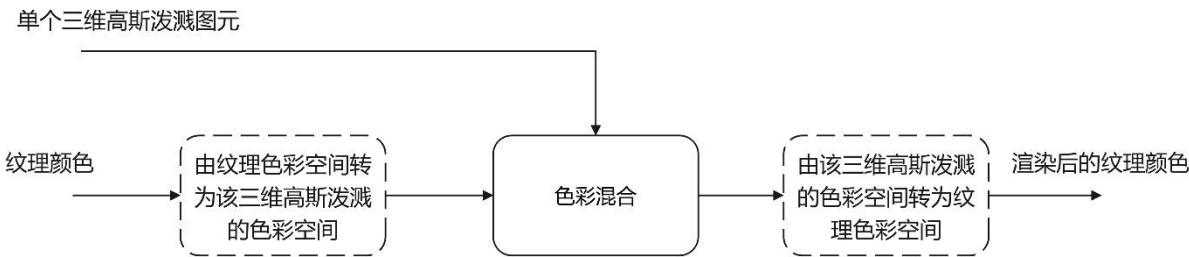 单个三维高斯泼溅图元
纹理颜色
由纹理色彩空间转
为该三维高斯泼溅
的色彩空间
色彩混合
由该三维高斯泼溅
的色彩空间转为纹
理色彩空间
渲染后的纹理颜色